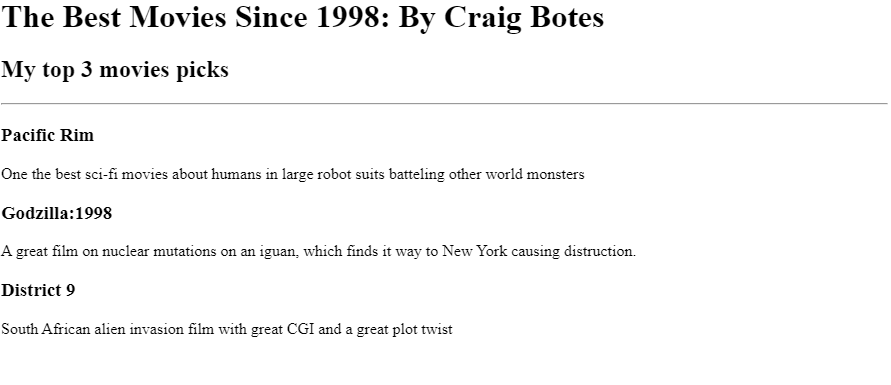 The Best Movies Since 1998: By Craig Botes
My top 3 movies picks
Pacific Rim
One the best sci-fi movies about humans in large robot suits batteling other world monsters
Godzilla:1998
A great film on nuclear mutations on an iguan, which finds it way to New York causing distruction.
District 9
South African alien invasion film with great CGI and a great plot twist